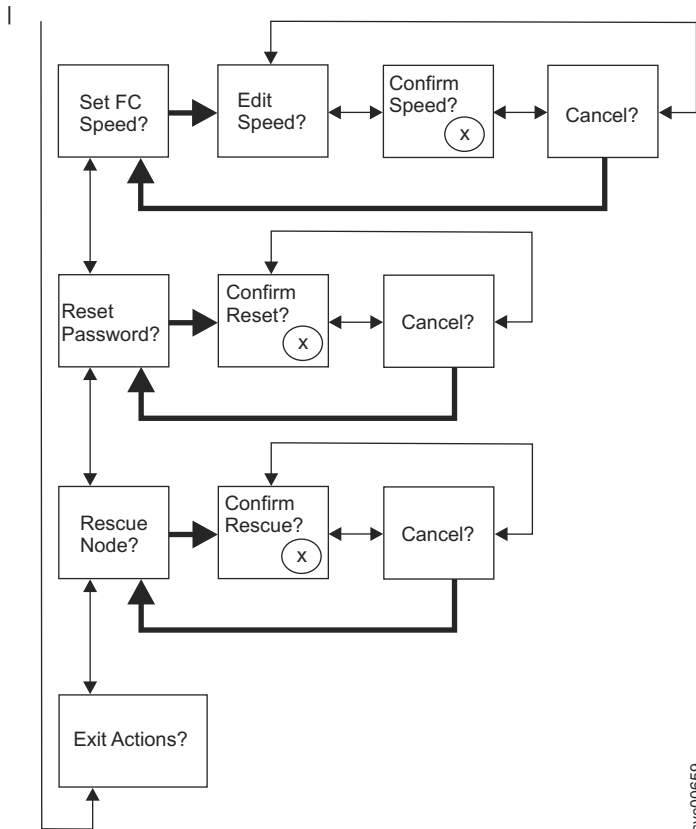 |
Set FC
Speed?
Edit
Speed?
Confirm
Speed?
x
Cancel?
Reset
Password?
Confirm
Reset?
x
Cancel?
Rescue
Node?
Confirm
Rescue?
x
Cancel?
Exit Actions?